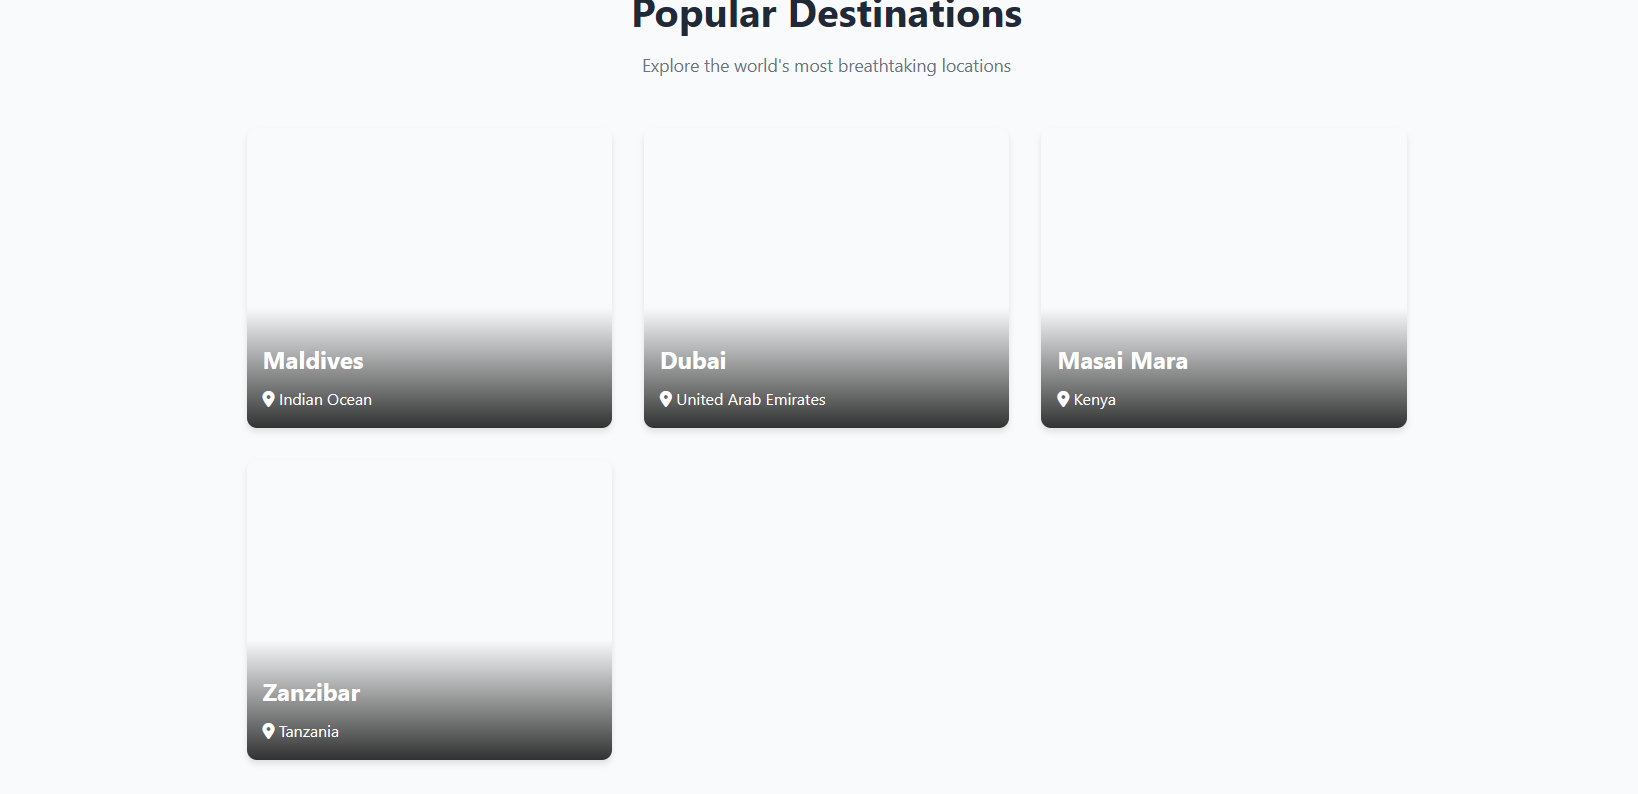 Popular Destinations
Explore the world's most breathtaking locations
Maldives
Indian Ocean
Dubai
United Arab Emirates
Masai Mara
Kenya
Zanzibar
Tanzania